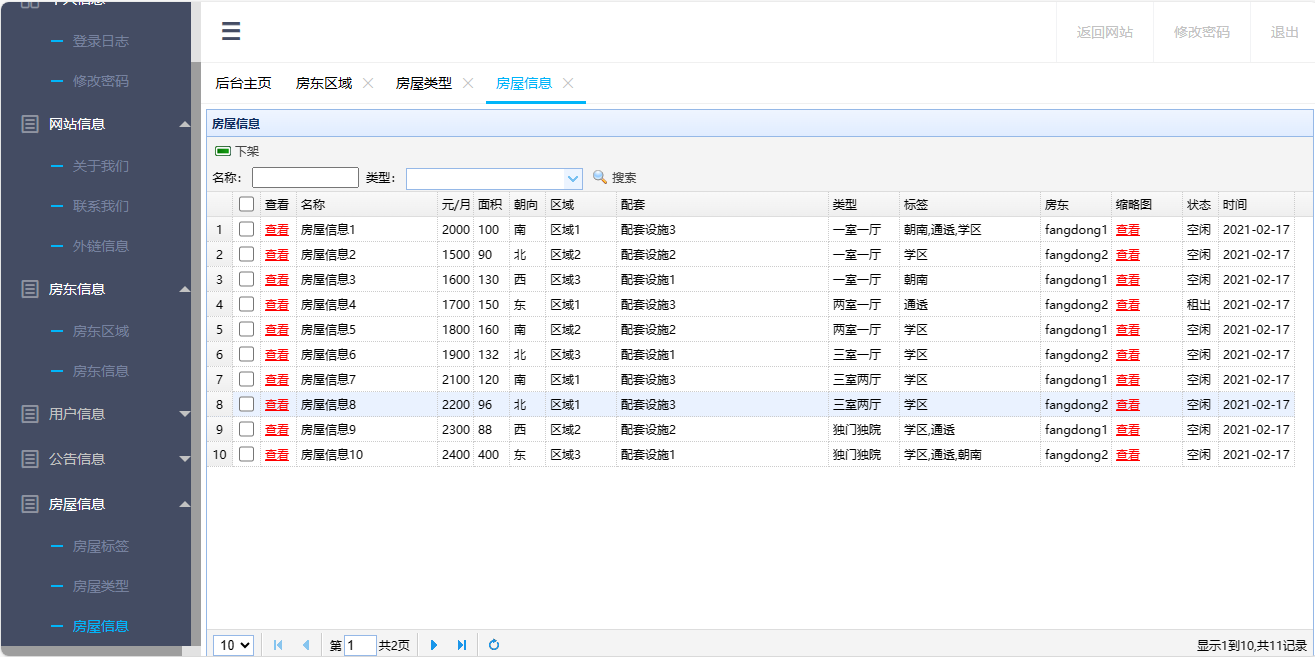 个人信息
登录日志
修改密码
网站信息
关于我们
联系我们
外链信息
房东信息
房东区域
房东信息
用户信息
公告信息
房屋信息
房屋标签
房屋类型
房屋信息
返回网站 修改密码 退出
后台主页 房东区域 房屋类型 房屋信息
房屋信息
下架
名称: 类型: 搜索
查看 名称 元/月 面积 朝向 区域 配套 类型 标签 房东 缩略图 状态 时间
1 查看 房屋信息1 2000 100 南 区域1 配套设施3 一室一厅 朝南,通透,学区 fangdong1 查看 空闲 2021-02-17
2 查看 房屋信息2 1500 90 北 区域2 配套设施2 一室一厅 学区 fangdong2 查看 空闲 2021-02-17
3 查看 房屋信息3 1600 130 西 区域3 配套设施1 一室一厅 朝南 fangdong1 查看 空闲 2021-02-17
4 查看 房屋信息4 1700 150 东 区域1 配套设施3 两室一厅 通透 fangdong2 查看 租出 2021-02-17
5 查看 房屋信息5 1800 160 南 区域2 配套设施2 两室一厅 学区 fangdong1 查看 空闲 2021-02-17
6 查看 房屋信息6 1900 132 北 区域3 配套设施1 三室一厅 学区 fangdong2 查看 空闲 2021-02-17
7 查看 房屋信息7 2100 120 南 区域1 配套设施3 三室两厅 学区 fangdong1 查看 空闲 2021-02-17
8 查看 房屋信息8 2200 96 北 区域1 配套设施3 三室两厅 学区 fangdong2 查看 空闲 2021-02-17
9 查看 房屋信息9 2300 88 西 区域2 配套设施2 独门独院 学区,通透 fangdong1 查看 空闲 2021-02-17
10 查看 房屋信息10 2400 400 东 区域3 配套设施1 独门独院 学区,通透,朝南 fangdong2 查看 空闲 2021-02-17
10 第 1 共2页 显示1到10,共11记录